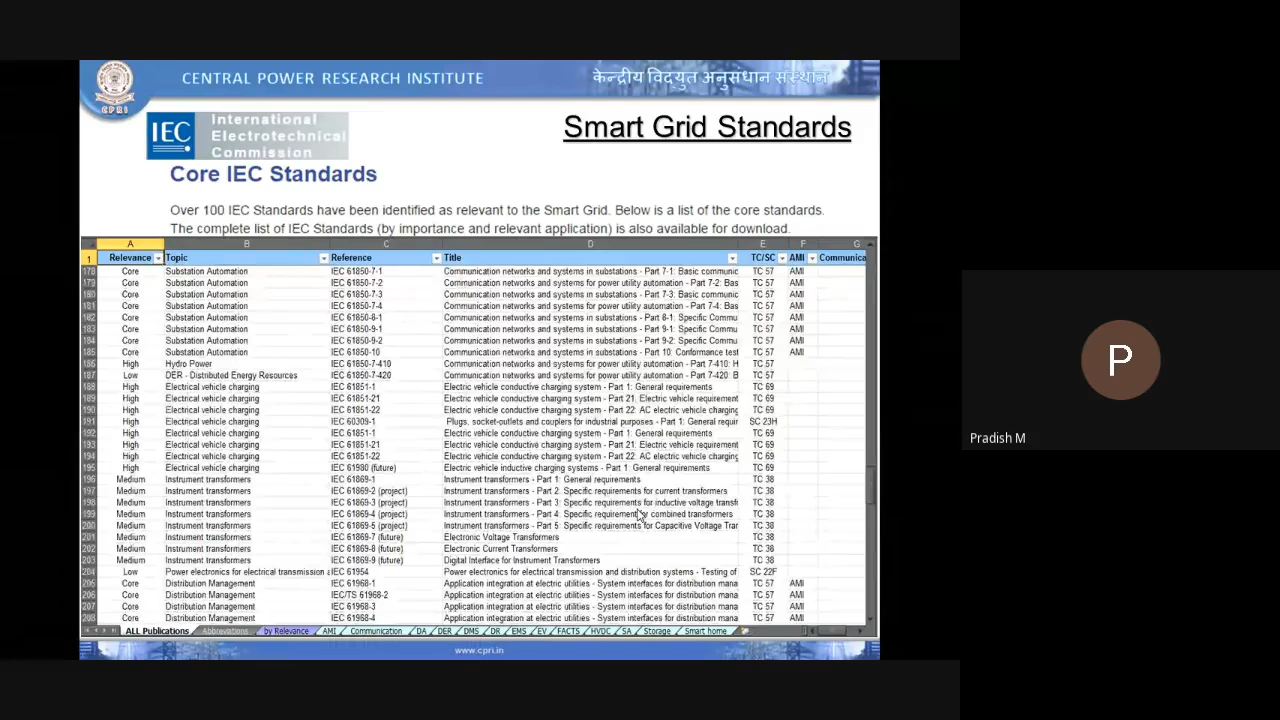 CENTRAL POWER RESEARCH INSTITUTE केन्द्रीय विद्युत अनुसंधान संस्थान
CPRI
IEC International
Electrotechnical
Commission
Smart Grid Standards
Core IEC Standards
Over 100 IEC Standards have been identified as relevant to the Smart Grid. Below is a list of the core standards.
The complete list of IEC Standards (by importance and relevant application) is also available for download.
A B C D E F G
1 Relevance Topic Reference Title TC/SC AMI Communica
178 Core Substation Automation IEC 61850-7-1 Communication networks and systems in substations - Part 7-1: Basic communic TC 57 AMI
179 Core Substation Automation IEC 61850-7-2 Communication networks and systems for power utility automation - Part 7-2: Bas TC 57 AMI
180 Core Substation Automation IEC 61850-7-3 Communication networks and systems in substations - Part 7-3: Basic communic TC 57 AMI
181 Core Substation Automation IEC 61850-7-4 Communication networks and systems for power utility automation - Part 7-4: Bas TC 57 AMI
182 Core Substation Automation IEC 61850-8-1 Communication networks and systems in substations - Part 8-1: Specific Commu TC 57 AMI
183 Core Substation Automation IEC 61850-9-1 Communication networks and systems in substations - Part 9-1: Specific Commu TC 57 AMI
184 Core Substation Automation IEC 61850-9-2 Communication networks and systems in substations - Part 9-2: Specific Commu TC 57 AMI
185 Core Substation Automation IEC 61850-10 Communication networks and systems in substations - Part 10: Conformance test TC 57 AMI
186 High Hydro Power IEC 61850-7-410 Communication networks and systems for power utility automation - Part 7-410: H TC 57
187 Low DER - Distributed Energy Resources IEC 61850-7-420 Communication networks and systems for power utility automation - Part 7-420: B TC 57
188 High Electrical vehicle charging IEC 61851-1 Electric vehicle conductive charging system - Part 1: General requirements TC 69
189 High Electrical vehicle charging IEC 61851-21 Electric vehicle conductive charging system - Part 21: Electric vehicle requirement TC 69
190 High Electrical vehicle charging IEC 61851-22 Electric vehicle conductive charging system - Part 22: AC electric vehicle charging TC 69
191 High Electrical vehicle charging IEC 60309-1 Plugs, socket-outlets and couplers for industrial purposes - Part 1: General requir SC 23H
192 High Electrical vehicle charging IEC 61851-1 Electric vehicle conductive charging system - Part 1: General requirements TC 69
193 High Electrical vehicle charging IEC 61851-21 Electric vehicle conductive charging system - Part 21: Electric vehicle requirement TC 69
194 High Electrical vehicle charging IEC 61851-22 Electric vehicle conductive charging system - Part 22: AC electric vehicle charging TC 69
195 High Electrical vehicle charging IEC 61980 (future) Electric vehicle inductive charging systems - Part 1: General requirements TC 69
196 Medium Instrument transformers IEC 61869-1 Instrument transformers - Part 1: General requirements TC 38
197 Medium Instrument transformers IEC 61869-2 (project) Instrument transformers - Part 2: Specific requirements for current transformers TC 38
198 Medium Instrument transformers IEC 61869-3 (project) Instrument transformers - Part 3: Specific requirements for inductive voltage transf TC 38
199 Medium Instrument transformers IEC 61869-4 (project) Instrument transformers - Part 4: Specific requirements for combined transformers TC 38
200 Medium Instrument transformers IEC 61869-5 (project) Instrument transformers - Part 5: Specific requirements for Capacitive Voltage Tran TC 38
201 Medium Instrument transformers IEC 61869-7 (future) Electronic Voltage Transformers TC 38
202 Medium Instrument transformers IEC 61869-8 (future) Electronic Current Transformers TC 38
203 Medium Instrument transformers IEC 61869-9 (future) Digital Interface for Instrument Transformers TC 38
204 Low Power electronics for electrical transmission a IEC 61954 Power electronics for electrical transmission and distribution systems - Testing of SC 22F
205 Core Distribution Management IEC 61968-1 Application integration at electric utilities - System interfaces for distribution mana TC 57 AMI
206 Core Distribution Management IEC/TS 61968-2 Application integration at electric utilities - System interfaces for distribution mana TC 57 AMI
207 Core Distribution Management IEC 61968-3 Application integration at electric utilities - System interfaces for distribution mana TC 57 AMI
208 Core Distribution Management IEC 61968-4 Application integration at electric utilities - System interfaces for distribution mana TC 57 AMI
ALL Publications Abbreviations by Relevance AMI Communication DA DER DMS DR EMS EV FACTS HVDC SA Storage Smart home
www.cpri.in
P
Pradish M